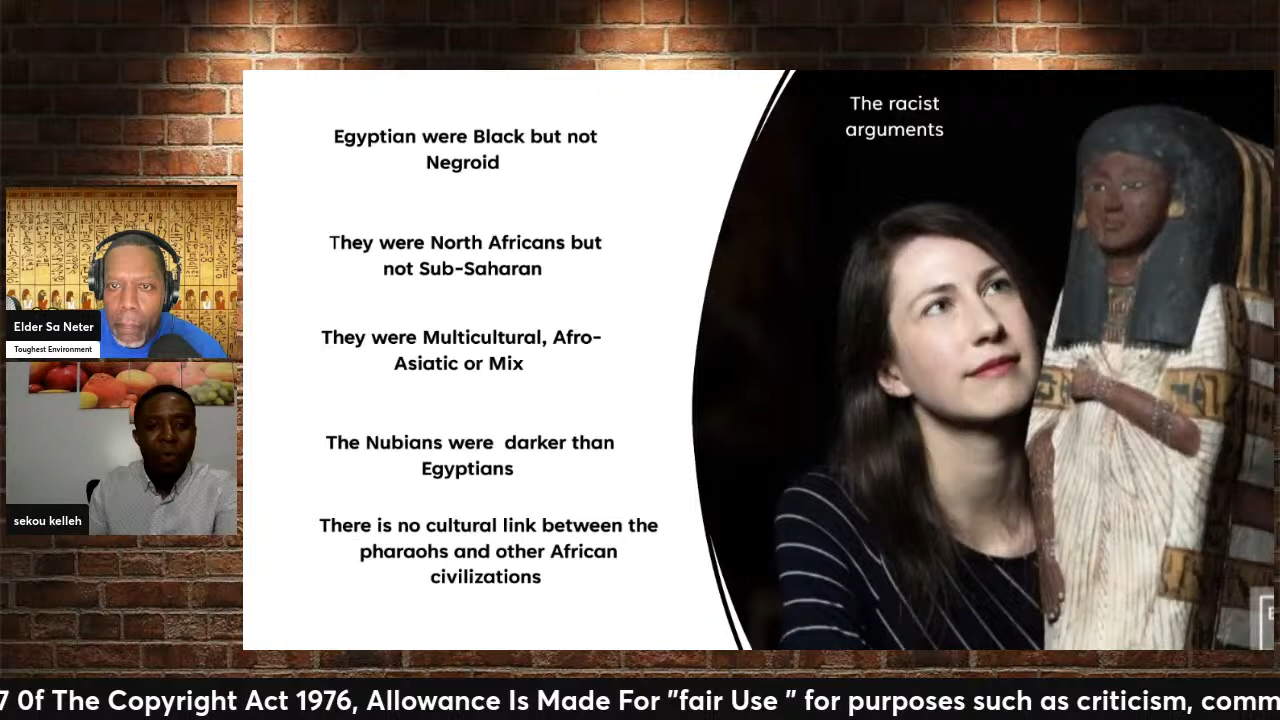 Egyptian were Black but not
Negroid
They were North Africans but
not Sub-Saharan
They were Multicultural, Afro-
Asiatic or Mix
The Nubians were darker than
Egyptians
There is no cultural link between the
pharaohs and other African
civilizations
The racist
arguments
Elder Sa Neter
Toughest Environment
sekou kelleh
7 0f The Copyright Act 1976, Allowance Is Made For "fair Use " for purposes such as criticism, comm